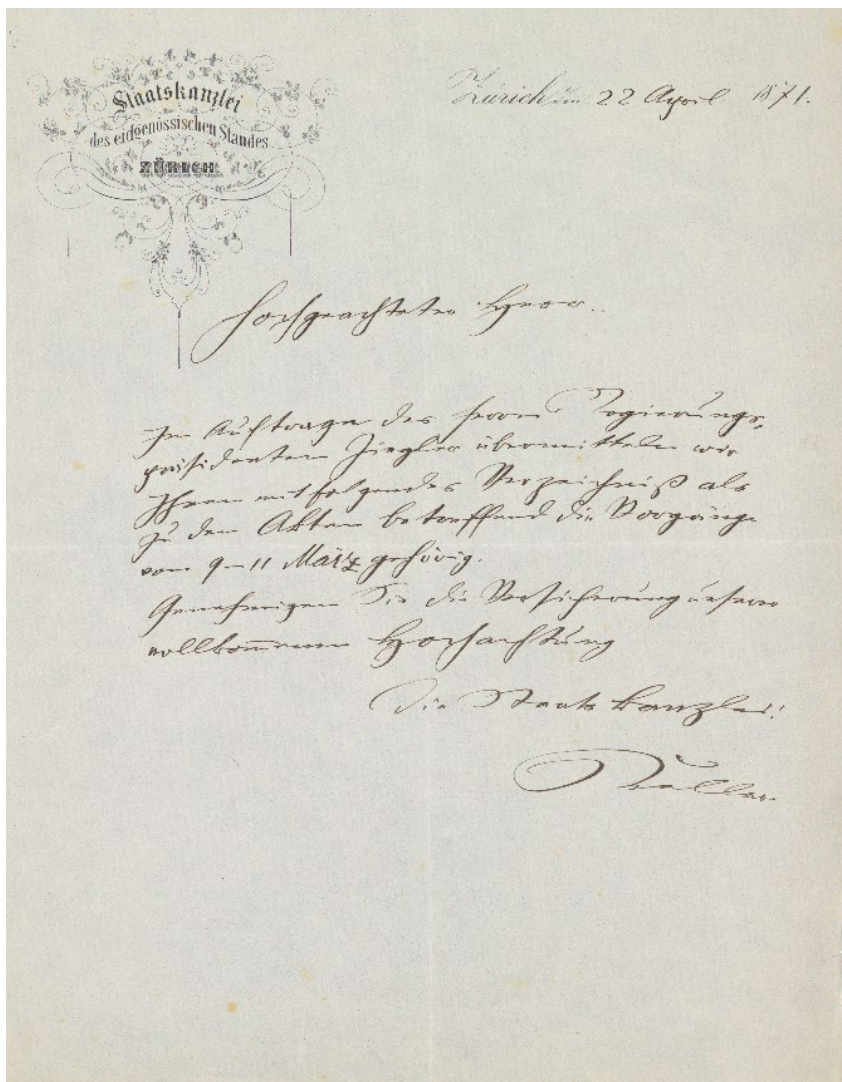 Staatskanzlei
des eidgenössischen Standes
ZÜRICH.
Zürich den 22 April 1871.
Hochgeachteter Herr.
Im Auftrage des Herrn Regierungs-
präsidenten Ziegler übermitteln wir
Ihnen mitfolgendes Verzeichniß als
zu den Akten betreffend die Vorgänge
vom 9–11 März gehörig.
Genehmigen Sie die Versicherung unserer
vollkommenen Hochachtung
Die Staatskanzlei: